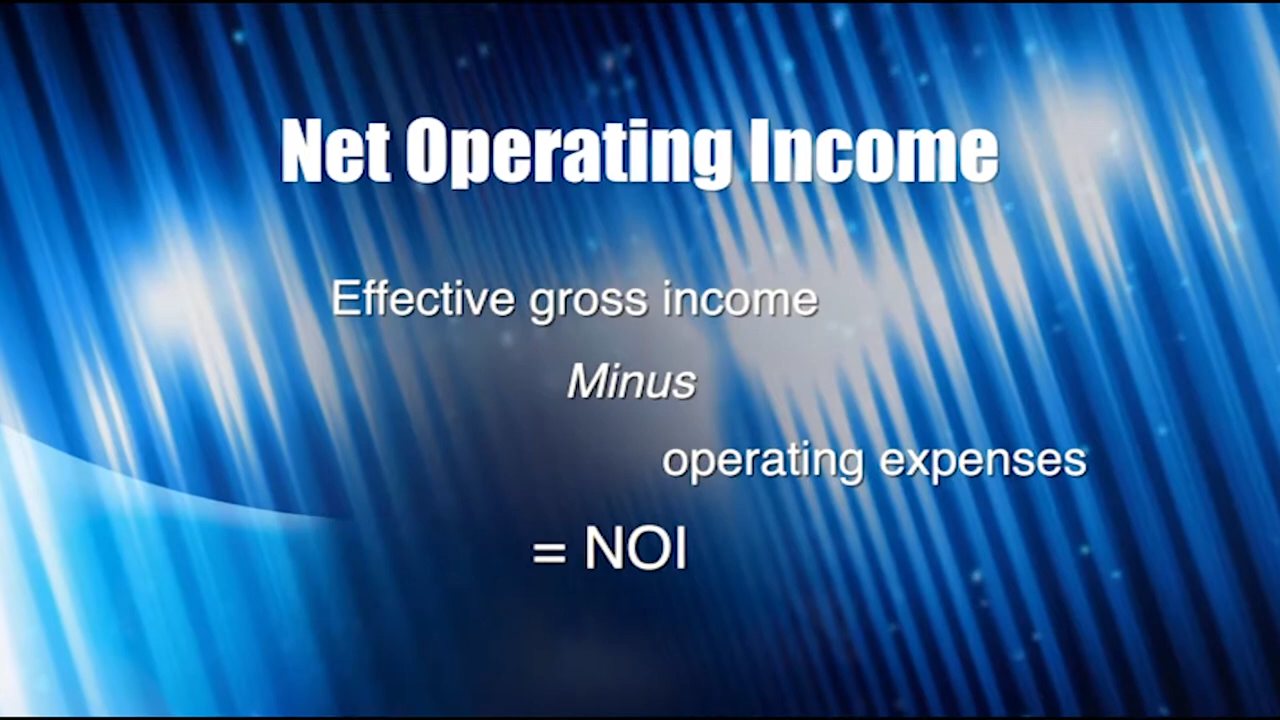 Net Operating Income
Effective gross income
Minus
operating expenses
= NOI